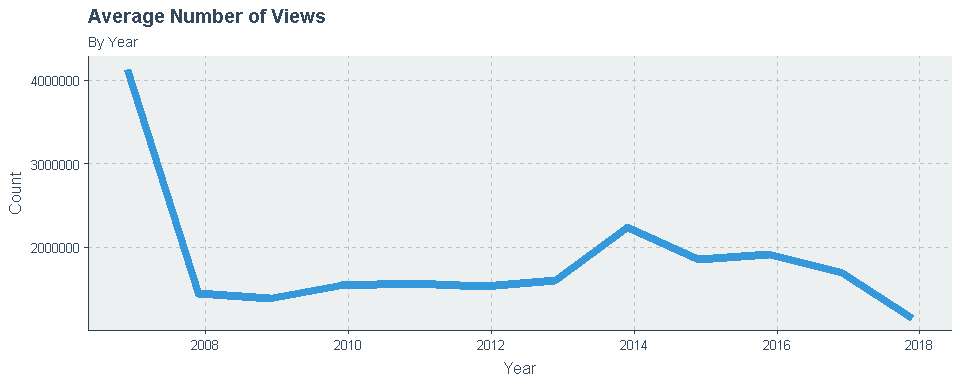 Average Number of Views
By Year
4000000
3000000
2000000
Count
2008 2010 2012 2014 2016 2018
Year